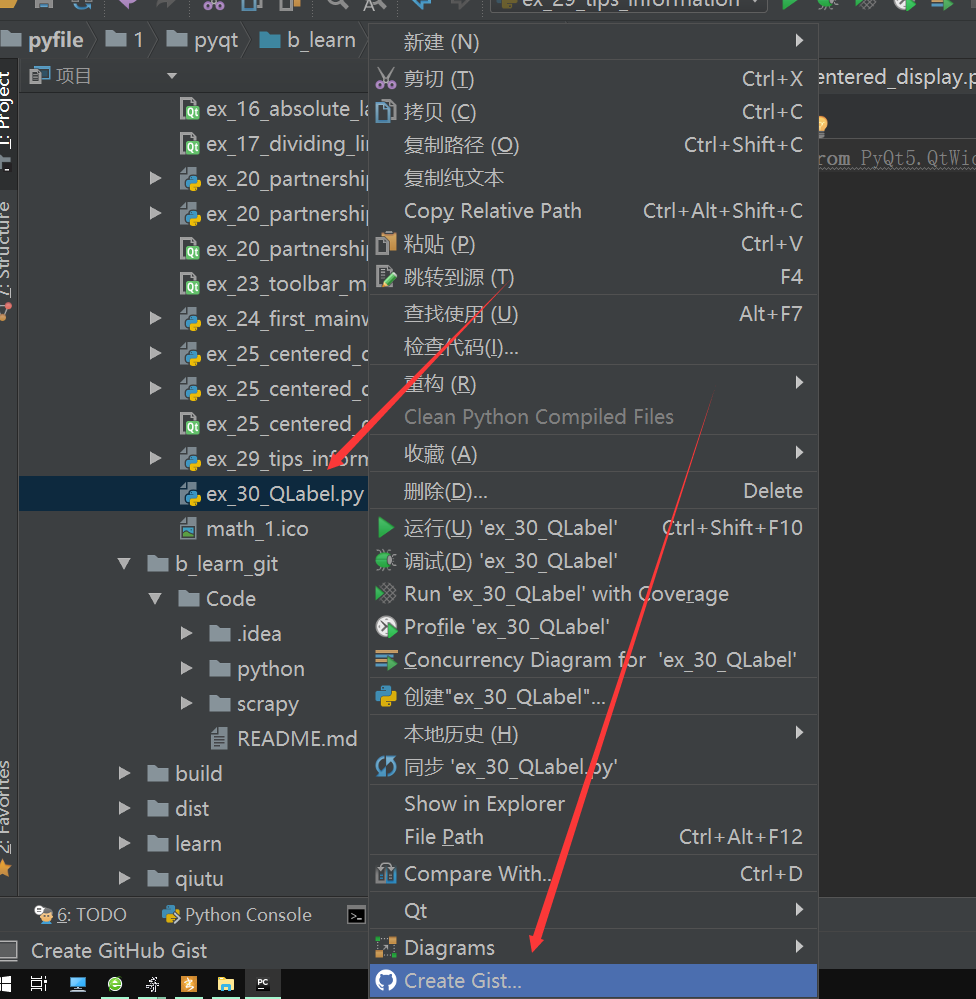 ex_29_tips_information
pyfile
1
pyqt
b_learn
项目
1: Project
7: Structure
2: Favorites
ex_16_absolute_la
ex_17_dividing_lin
ex_20_partnership
ex_20_partnership
ex_20_partnership
ex_23_toolbar_m
ex_24_first_mainw
ex_25_centered_d
ex_25_centered_d
ex_25_centered_d
ex_29_tips_inform
ex_30_QLabel.py
math_1.ico
b_learn_git
Code
.idea
python
scrapy
README.md
build
dist
learn
qiutu
新建 (N)
剪切 (T) Ctrl+X
拷贝 (C) Ctrl+C
复制路径 (O) Ctrl+Shift+C
复制纯文本
Copy Relative Path Ctrl+Alt+Shift+C
粘贴 (P) Ctrl+V
跳转到源 (T) F4
查找使用 (U) Alt+F7
检查代码(I)...
重构 (R)
Clean Python Compiled Files
收藏 (A)
删除(D)... Delete
运行(U) 'ex_30_QLabel' Ctrl+Shift+F10
调试(D) 'ex_30_QLabel'
Run 'ex_30_QLabel' with Coverage
Profile 'ex_30_QLabel'
Concurrency Diagram for 'ex_30_QLabel'
创建"ex_30_QLabel"...
本地历史 (H)
同步 'ex_30_QLabel.py'
Show in Explorer
File Path Ctrl+Alt+F12
Compare With... Ctrl+D
Qt
Diagrams
Create Gist...
entered_display.p
from PyQt5.QtWid
6: TODO
Python Console
Create GitHub Gist
PC